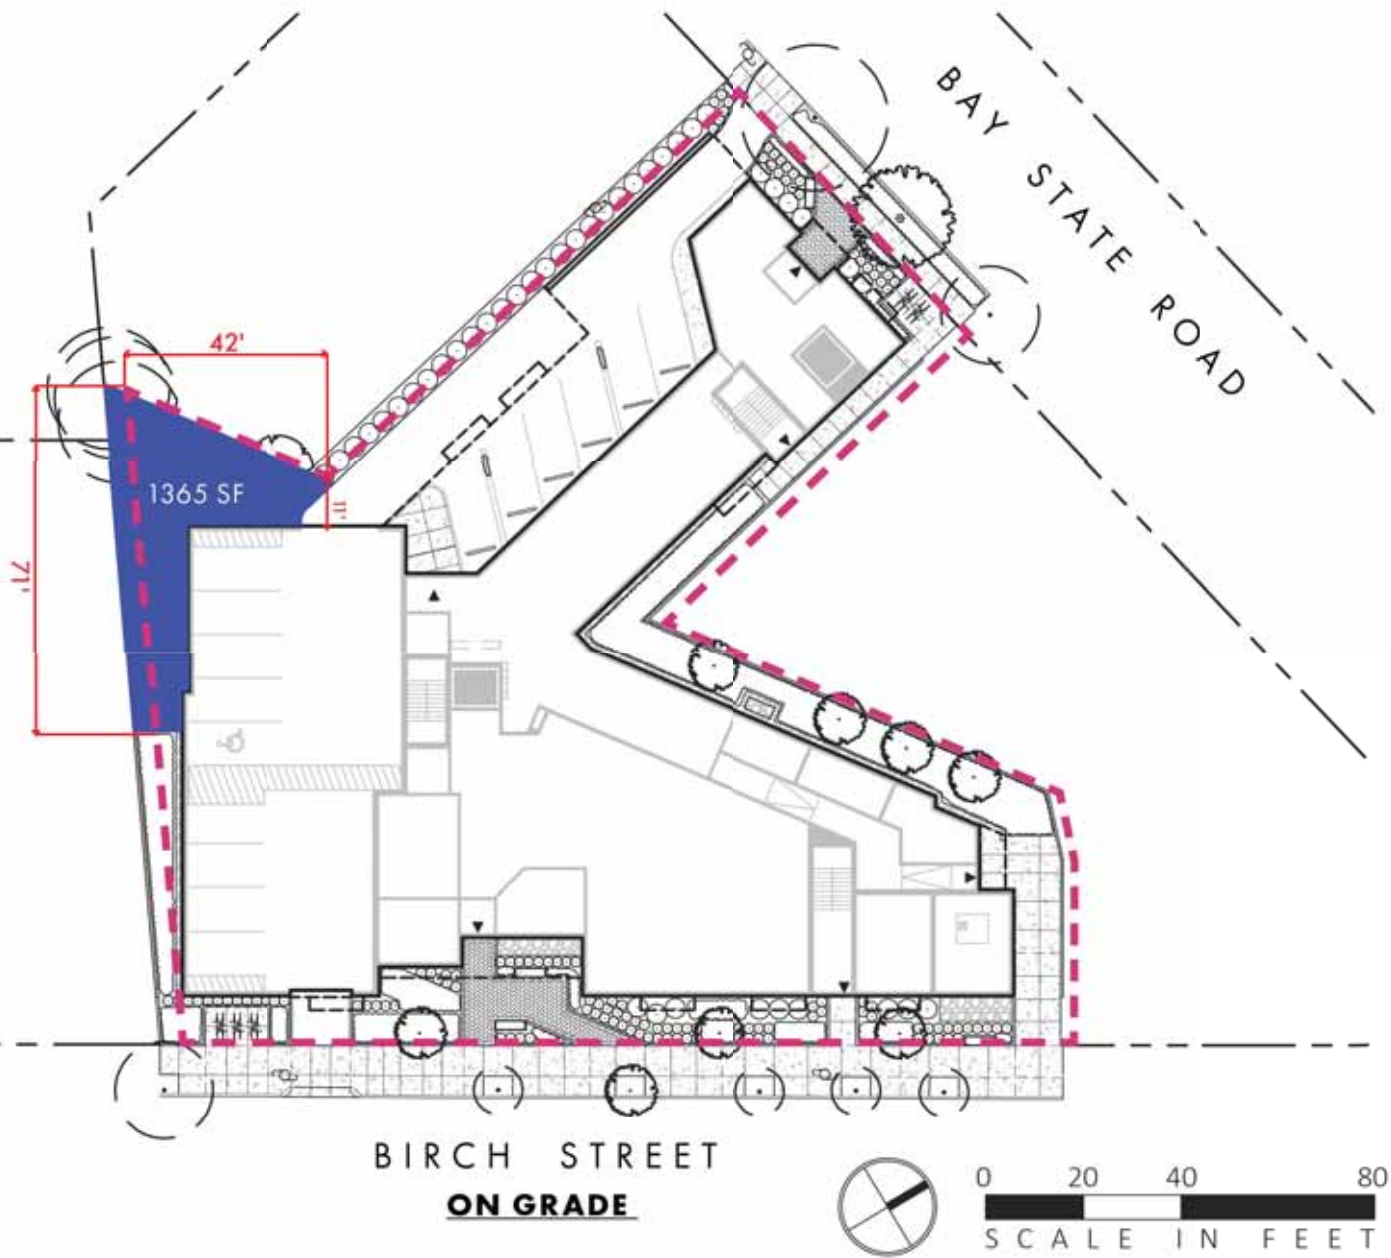 BAY STATE ROAD
42'
1365 SF
11'
71'
BIRCH STREET
ON GRADE
0 20 40 80
SCALE IN FEET